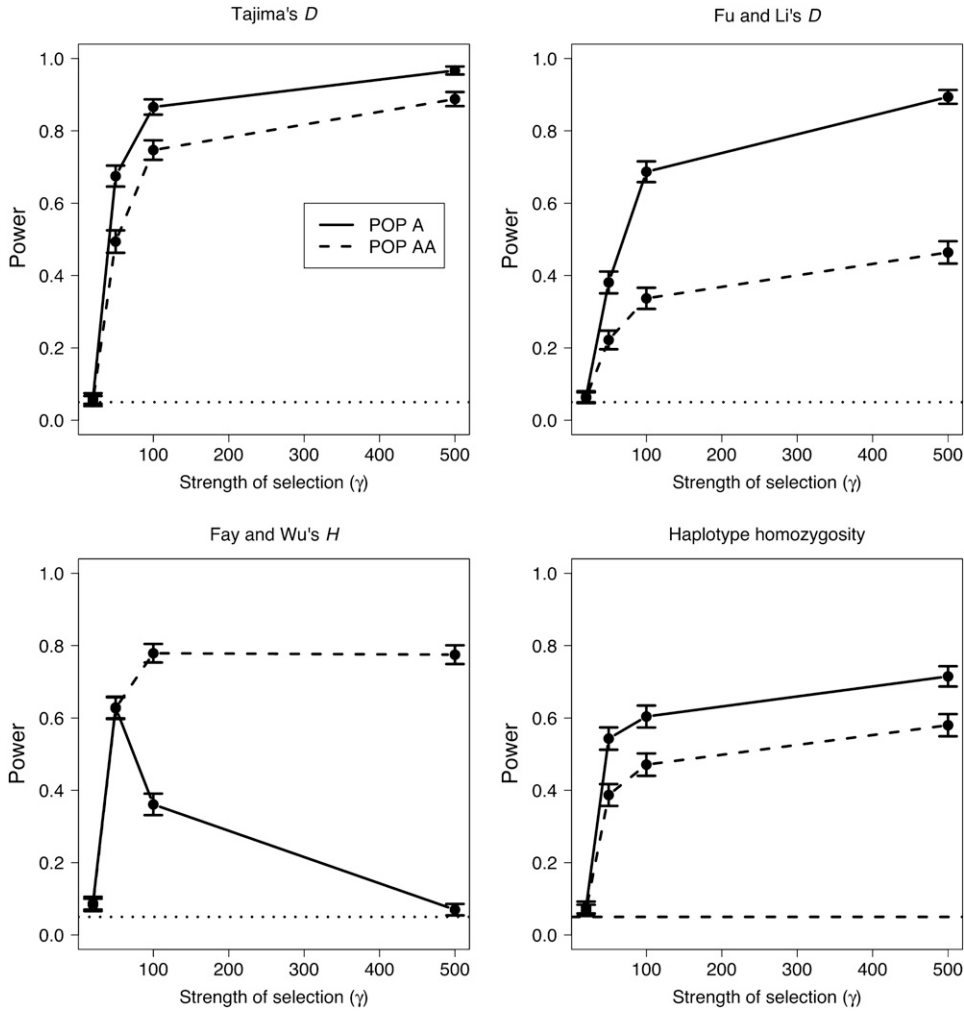 Tajima's D
Fu and Li's D
1.0
0.8
0.6
0.4
0.2
0.0
Power
POP A
POP AA
100 200 300 400 500
Strength of selection (γ)
1.0
0.8
0.6
0.4
0.2
0.0
Power
100 200 300 400 500
Strength of selection (γ)
Fay and Wu's H
Haplotype homozygosity
1.0
0.8
0.6
0.4
0.2
0.0
Power
100 200 300 400 500
Strength of selection (γ)
1.0
0.8
0.6
0.4
0.2
0.0
Power
100 200 300 400 500
Strength of selection (γ)